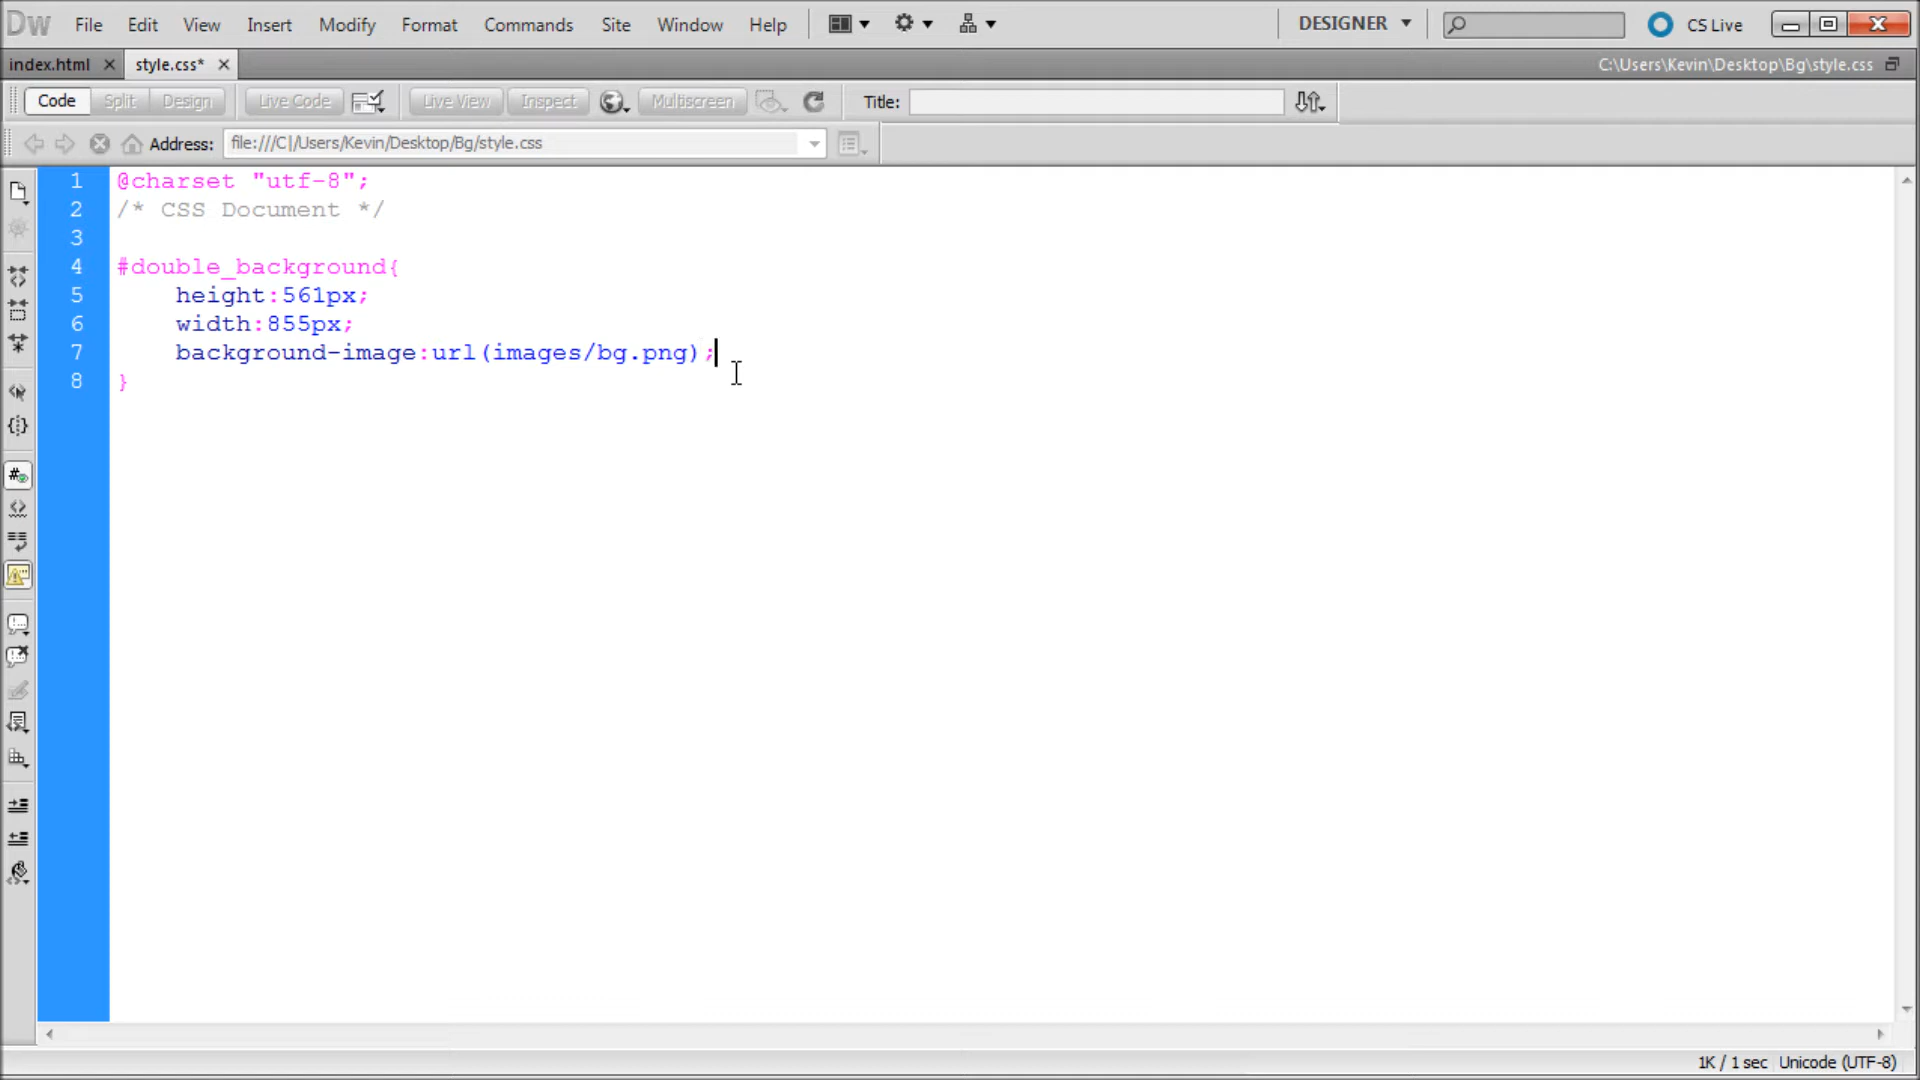 Dw File Edit View Insert Modify Format Commands Site Window Help DESIGNER CS Live
index.html style.css* C:\Users\Kevin\Desktop\Bg\style.css
Code Split Design Live Code Live View Inspect Multiscreen Title:
Address: file:///C|/Users/Kevin/Desktop/Bg/style.css
1 @charset "utf-8";
2 /* CSS Document */
3
4 #double_background{
5 height:561px;
6 width:855px;
7 background-image:url(images/bg.png);
8 }
1K / 1 sec Unicode (UTF-8)